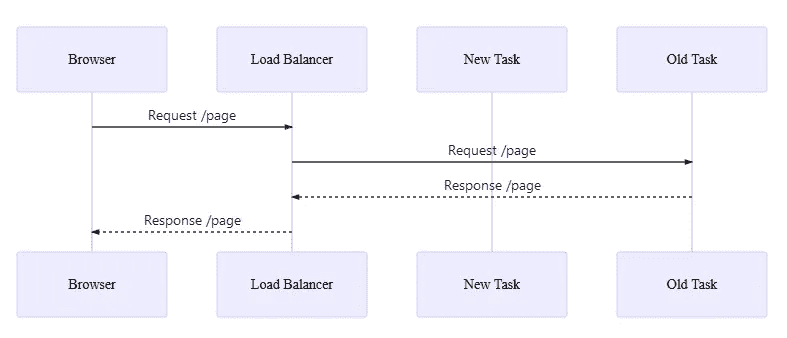 Browser
Load Balancer
New Task
Old Task
Request /page
Request /page
Response /page
Response /page
Browser
Load Balancer
New Task
Old Task